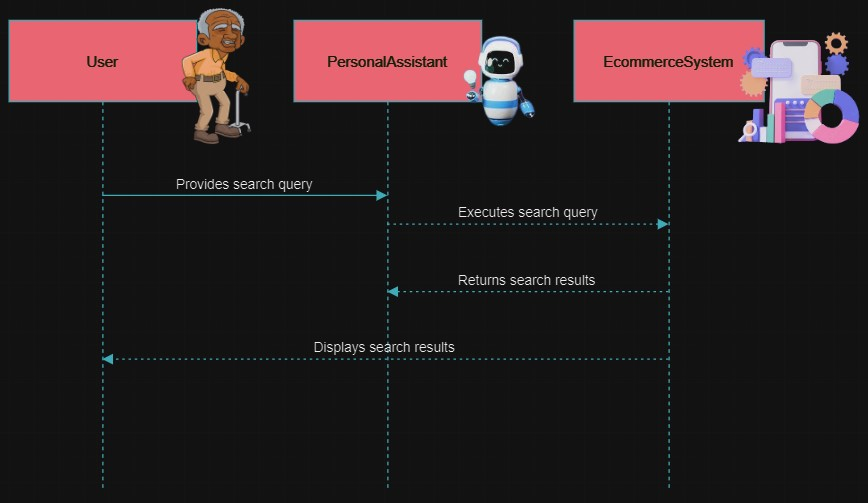 User
PersonalAssistant
EcommerceSystem
Provides search query
Executes search query
Returns search results
Displays search results